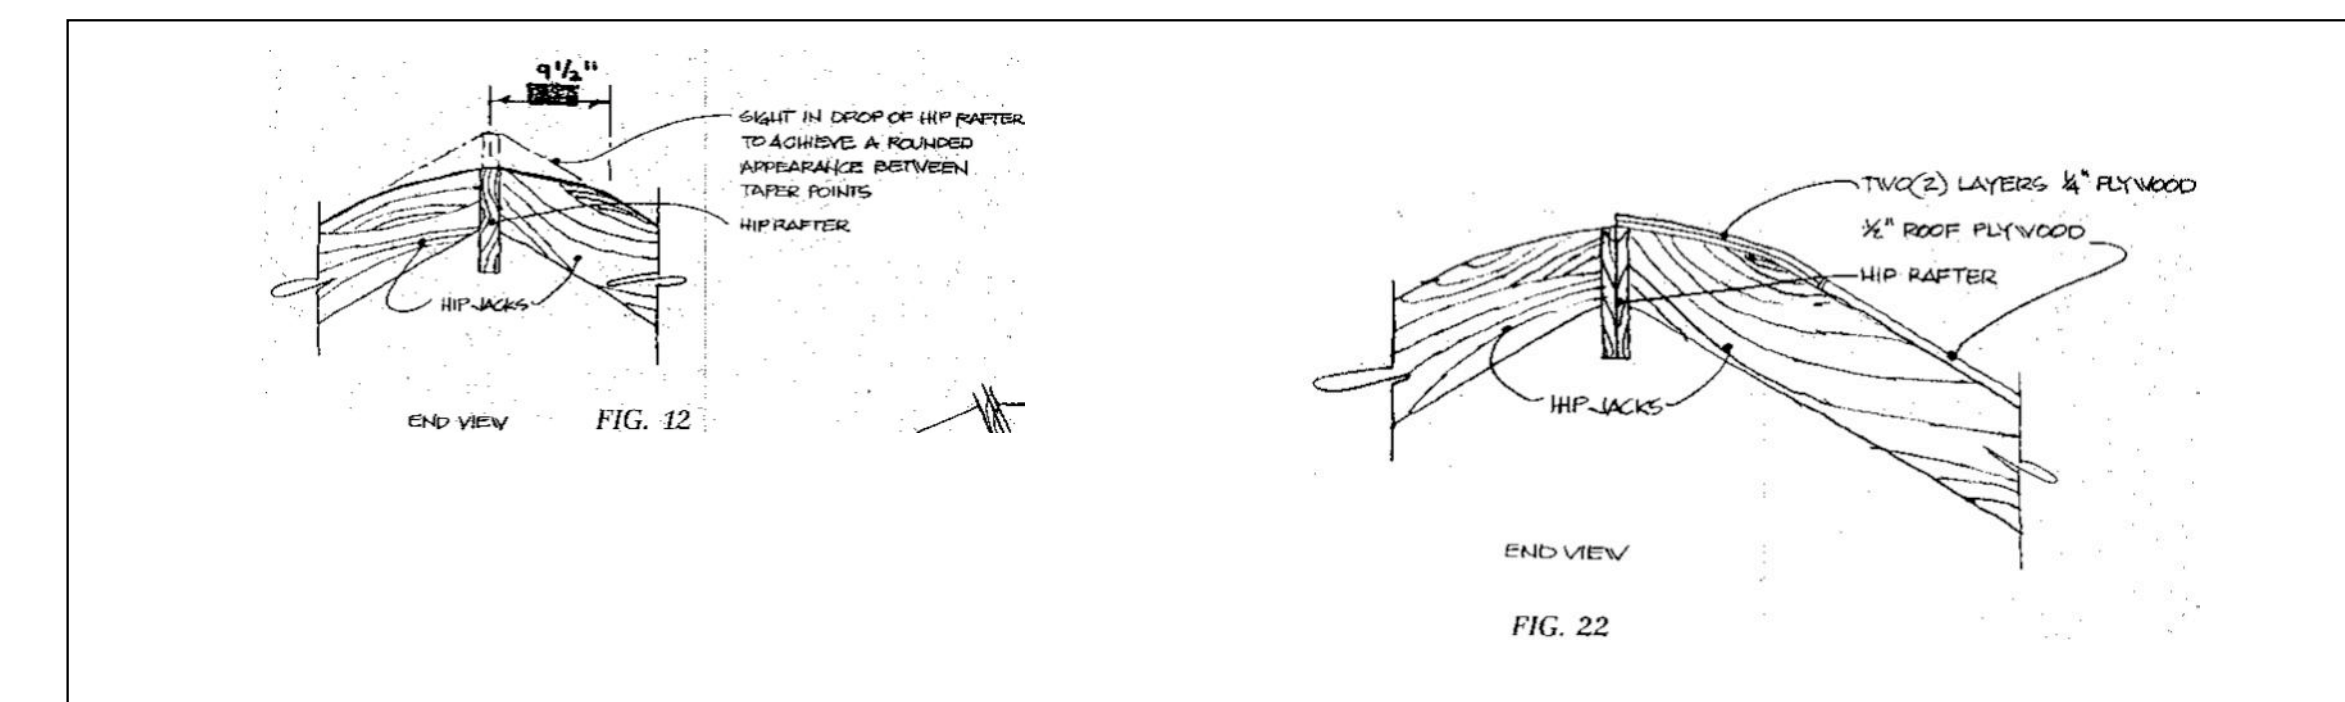 9 1/2"
SIGHT IN DROP OF HIP RAFTER
TO ACHIEVE A ROUNDED
APPEARANCE BETWEEN
TAPER POINTS
HIP RAFTER
HIP JACKS
END VIEW FIG. 12
TWO (2) LAYERS 1/4" PLYWOOD
1/2" ROOF PLYWOOD
HIP RAFTER
HIP JACKS
END VIEW
FIG. 22